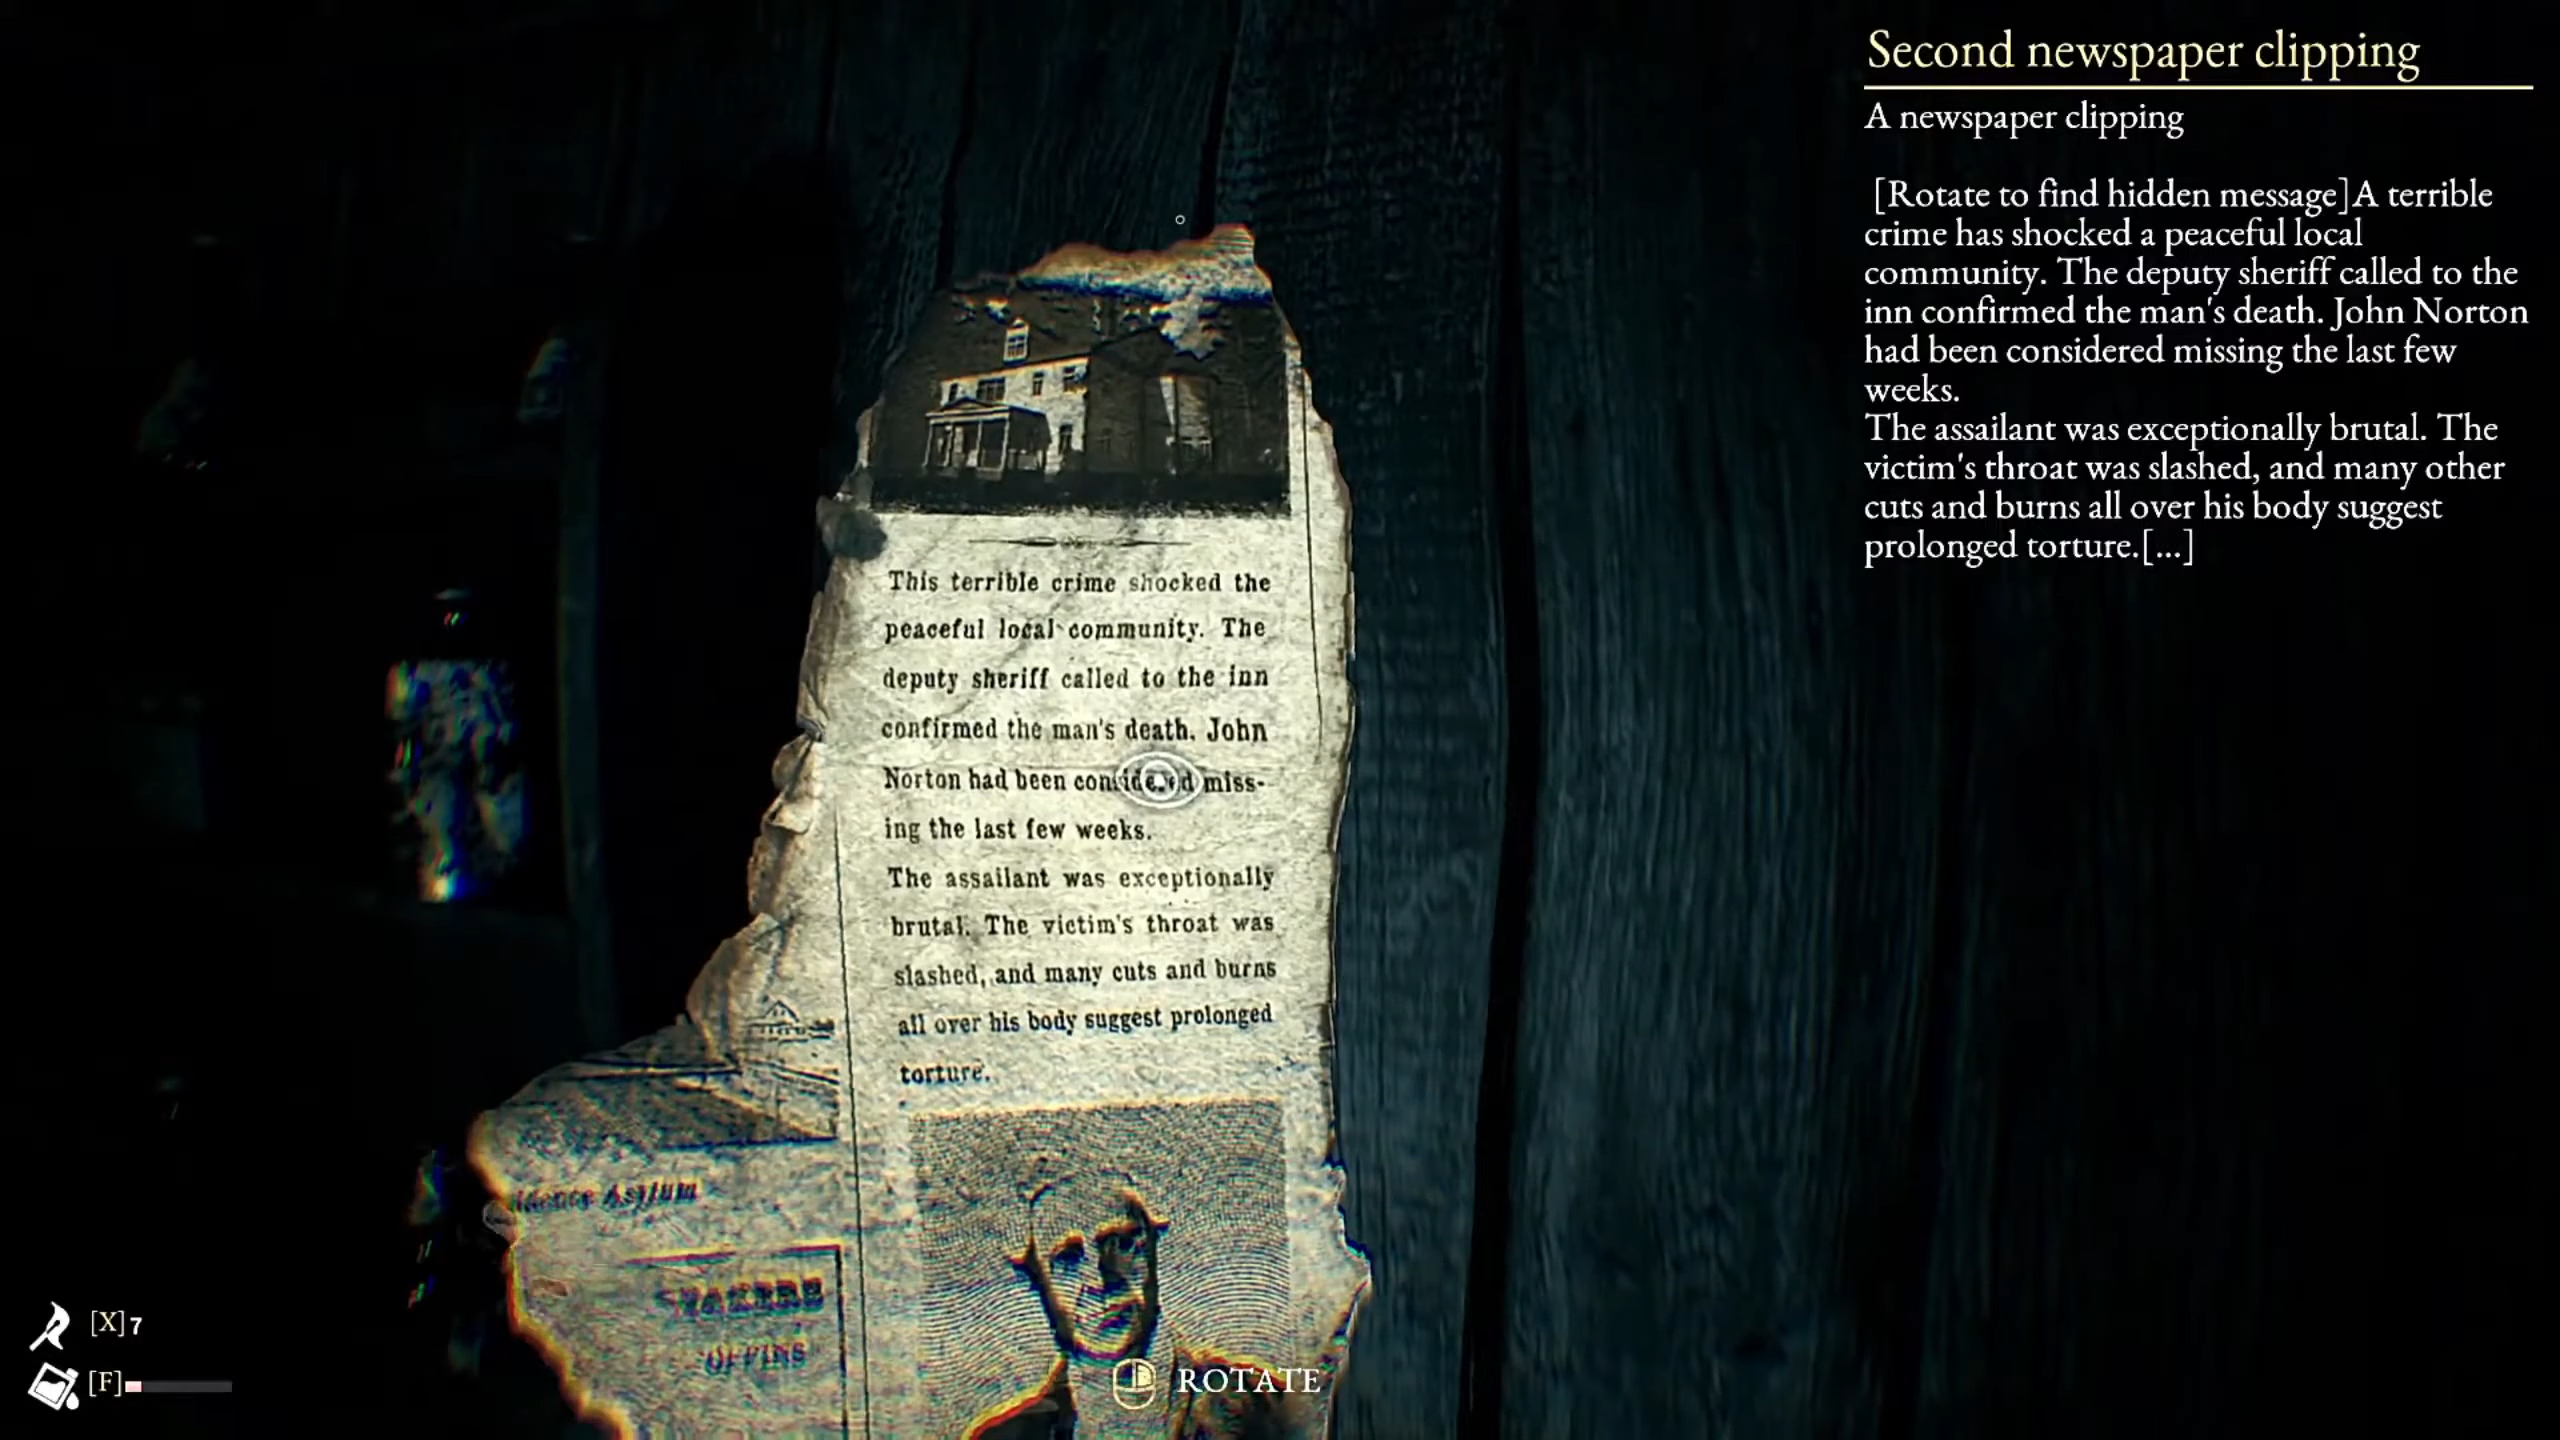 Second newspaper clipping
A newspaper clipping
[Rotate to find hidden message]A terrible
crime has shocked a peaceful local
community. The deputy sheriff called to the
inn confirmed the man's death. John Norton
had been considered missing the last few
weeks.
The assailant was exceptionally brutal. The
victim's throat was slashed, and many other
cuts and burns all over his body suggest
prolonged torture.[...]
This terrible crime shocked the
peaceful local community. The
deputy sheriff called to the inn
confirmed the man's death. John
Norton had been considered miss-
ing the last few weeks.
The assailant was exceptionally
brutal. The victim's throat was
slashed, and many cuts and burns
all over his body suggest prolonged
torture.
Asylum
[X] 7
[F]
ROTATE